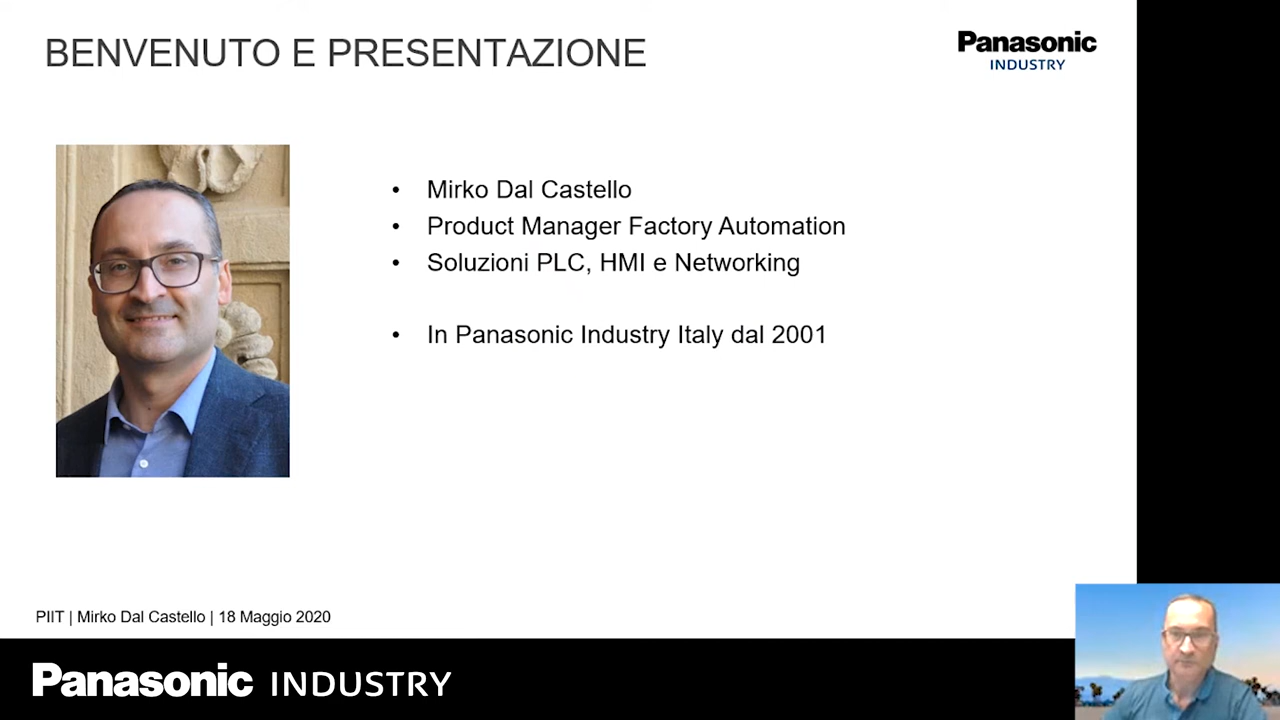 BENVENUTO E PRESENTAZIONE
Panasonic
INDUSTRY
• Mirko Dal Castello
• Product Manager Factory Automation
• Soluzioni PLC, HMI e Networking
• In Panasonic Industry Italy dal 2001
PIIT | Mirko Dal Castello | 18 Maggio 2020
Panasonic INDUSTRY